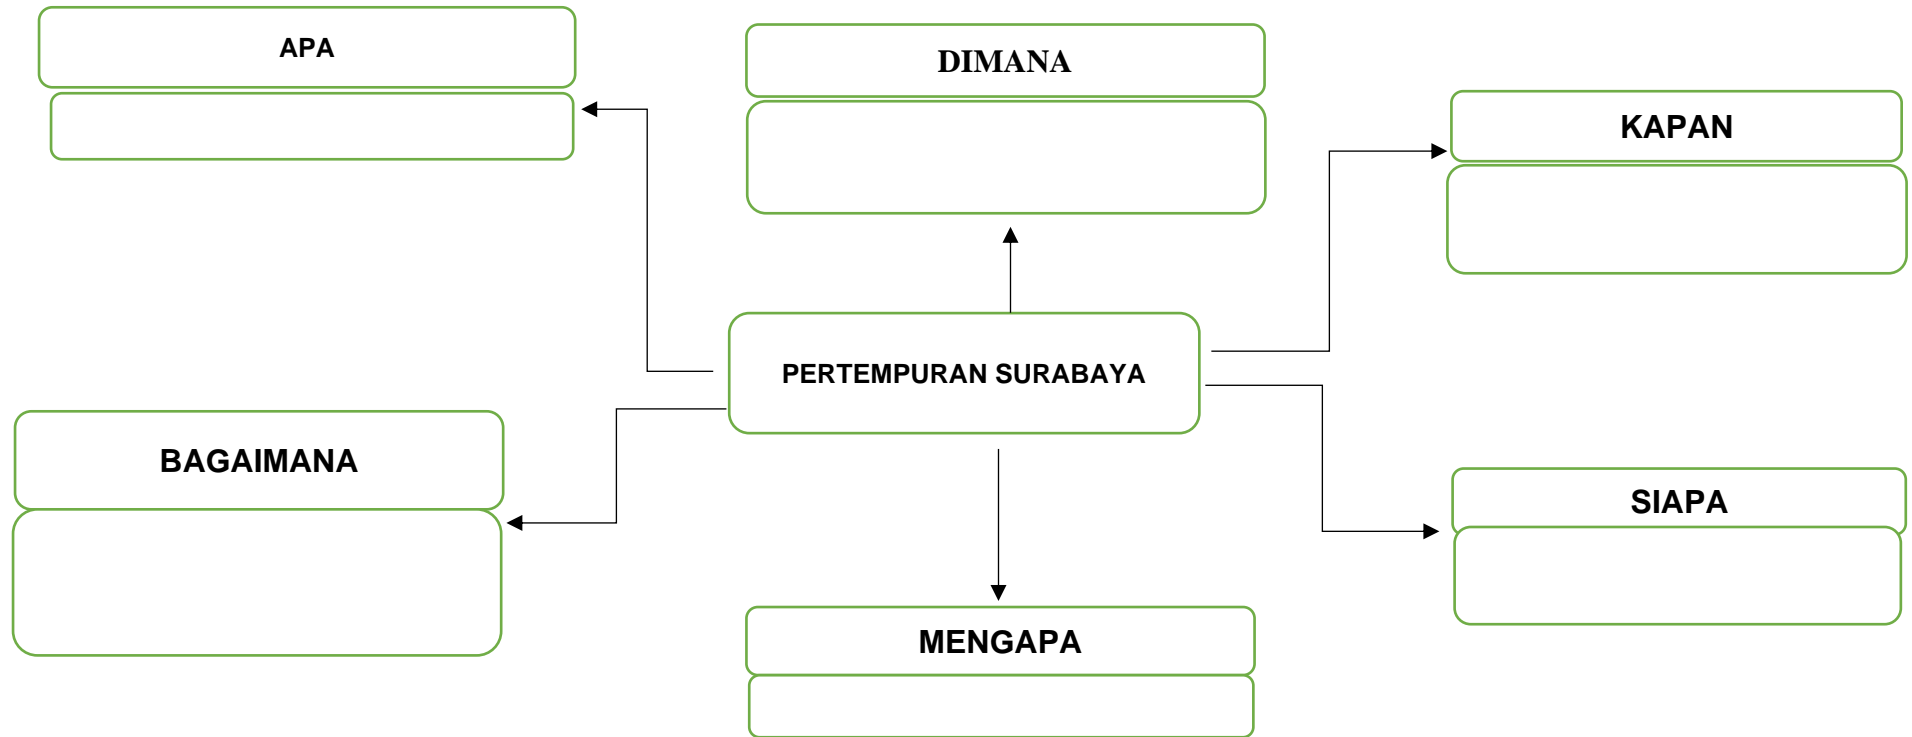 APA
DIMANA
KAPAN
PERTEMPURAN SURABAYA
BAGAIMANA
SIAPA
MENGAPA